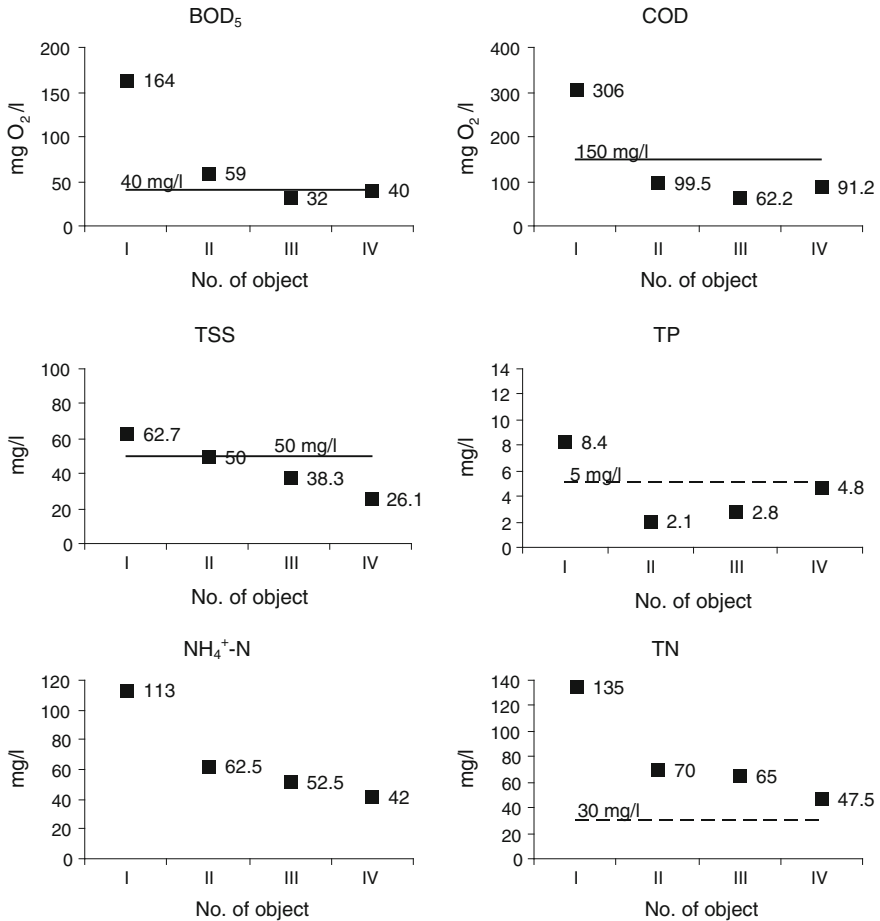 BOD₅
200
150
100
50
0
mg O₂/l
164
59
32
40
40 mg/l
I II III IV
No. of object
COD
400
300
200
100
0
mg O₂/l
306
99.5
62.2
91.2
150 mg/l
I II III IV
No. of object
TSS
100
80
60
40
20
0
mg/l
62.7
50
38.3
26.1
50 mg/l
I II III IV
No. of object
TP
14
12
10
8
6
4
2
0
mg/l
8.4
2.1
2.8
4.8
5 mg/l
I II III IV
No. of object
NH₄⁺-N
120
100
80
60
40
20
0
mg/l
113
62.5
52.5
42
I II III IV
No. of object
TN
140
120
100
80
60
40
20
0
mg/l
135
70
65
47.5
30 mg/l
I II III IV
No. of object